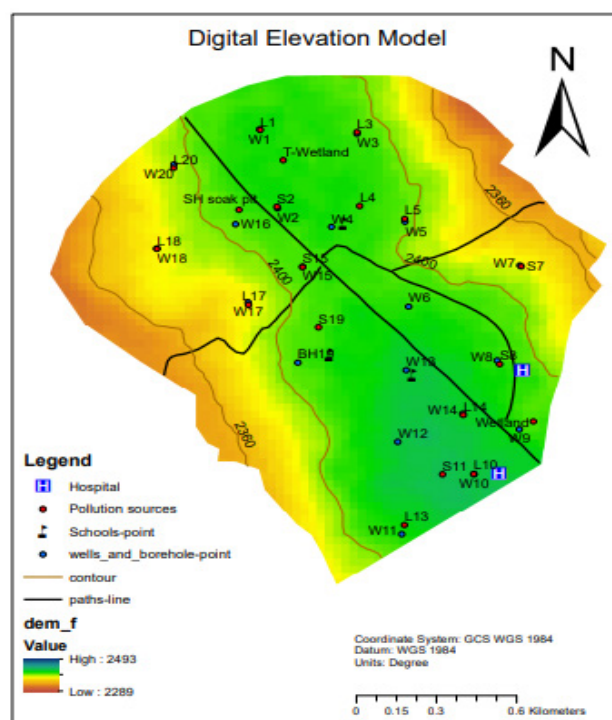 Digital Elevation Model
N
L1
W1
L3
W3
T-Wetland
L20
W20
SH soak pit
S2
W2
L4
W4
L5
W5
W16
2360
L18
W18
2400
S15
W15
2400
W7
S7
L17
W17
W6
S19
BH19
W13
W8
S8
H
W14
L14
Wetland
W9
2360
W12
S11
L10
W10
H
L13
W11
Legend
H Hospital
Pollution sources
Schools-point
wells_and_borehole-point
contour
paths-line
dem_f
Value
High : 2493
Low : 2289
Coordinate System: GCS WGS 1984
Datum: WGS 1984
Units: Degree
0 0.15 0.3 0.6 Kilometers